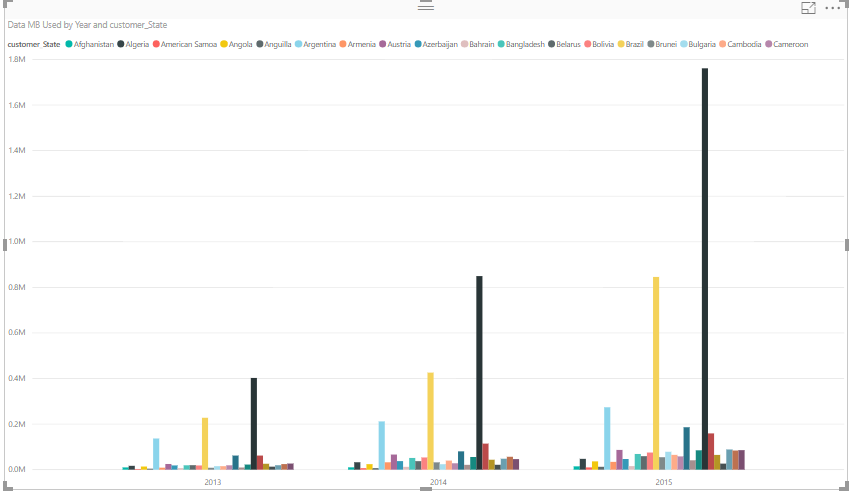 Data MB Used by Year and customer_State
customer_State Afghanistan Algeria American Samoa Angola Anguilla Argentina Armenia Austria Azerbaijan Bahrain Bangladesh Belarus Bolivia Brazil Brunei Bulgaria Cambodia Cameroon
1.8M
1.6M
1.4M
1.2M
1.0M
0.8M
0.6M
0.4M
0.2M
0.0M
2013 2014 2015